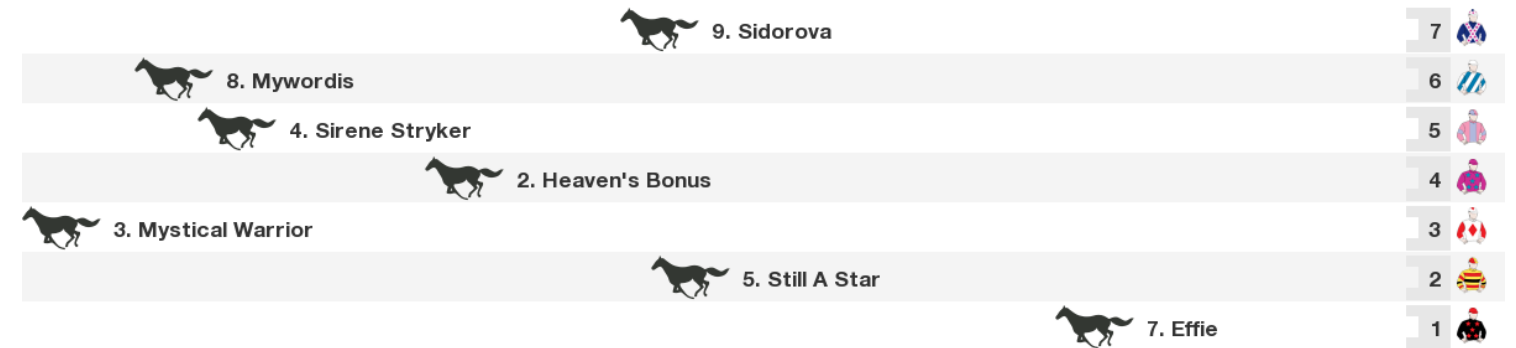 9. Sidorova 7
8. Mywordis 6
4. Sirene Stryker 5
2. Heaven's Bonus 4
3. Mystical Warrior 3
5. Still A Star 2
7. Effie 1